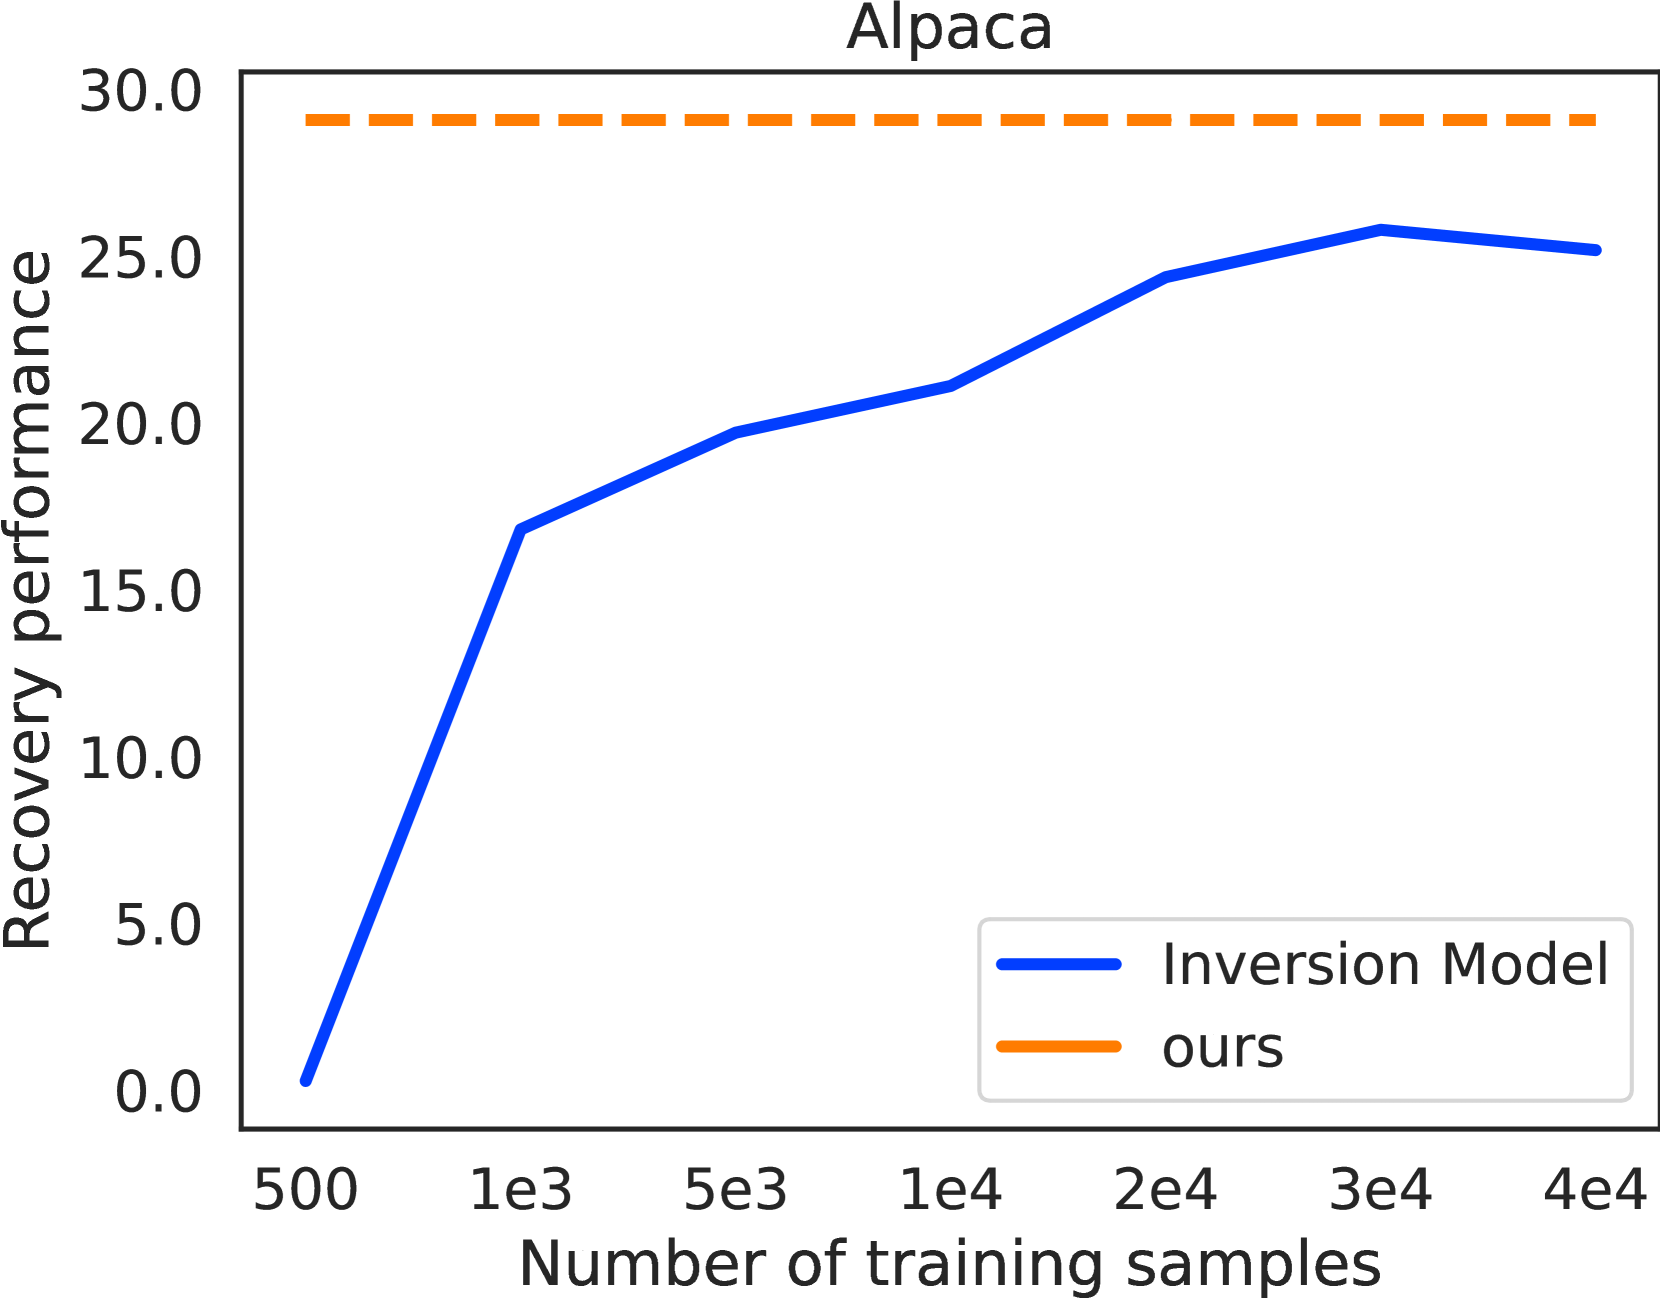 Alpaca
30.0
25.0
20.0
15.0
10.0
5.0
0.0
Recovery performance
Inversion Model
ours
500 1e3 5e3 1e4 2e4 3e4 4e4
Number of training samples